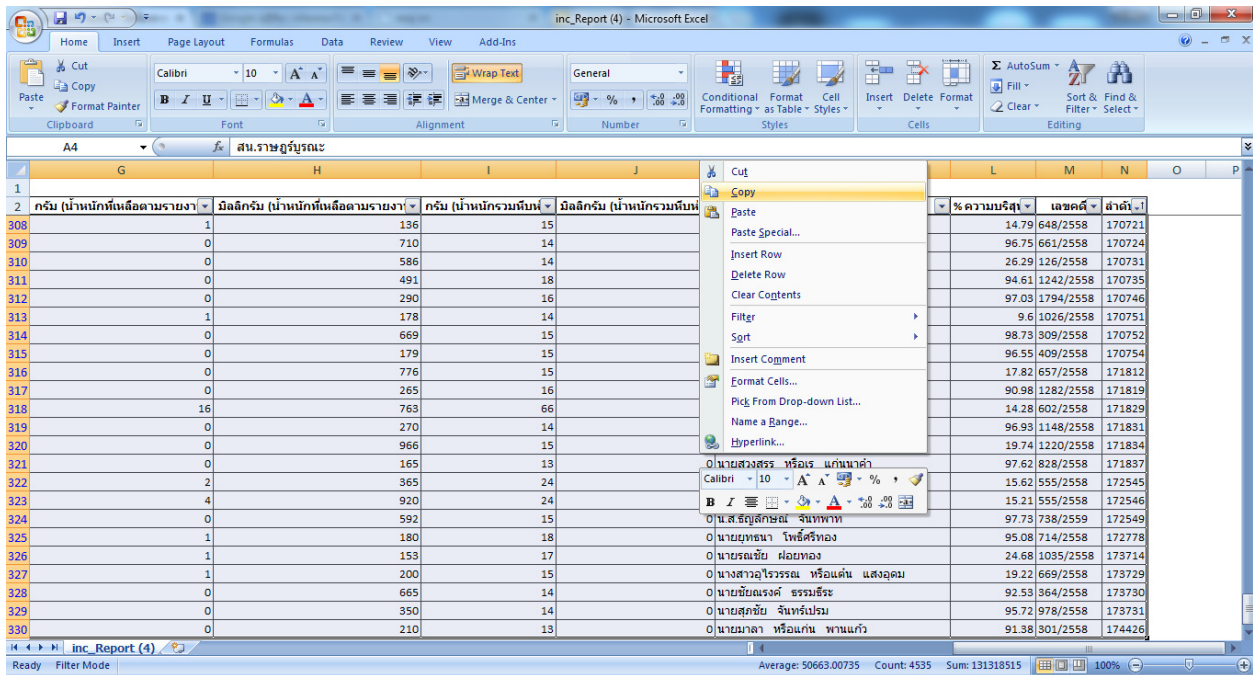 inc_Report (4) - Microsoft Excel
Home Insert Page Layout Formulas Data Review View Add-Ins
Cut
Copy
Format Painter
Paste
Clipboard
Calibri 10
B I U
Font
Wrap Text
Merge & Center
Alignment
General
Number
Conditional Formatting
Format as Table
Cell Styles
Styles
Insert Delete Format
Cells
Σ AutoSum
Fill
Clear
Sort & Filter
Find & Select
Editing
A4 fx สน.ราษฎร์บูรณะ
G H I J L M N O P
1
2 กรัม (น้ำหนักที่เหลือตามรายงา มิลลิกรัม (น้ำหนักที่เหลือตามรายงา กรัม (น้ำหนักรวมหีบห มิลลิกรัม (น้ำหนักรวมหีบห % ความบริสุ เลขคดี ลำดั
308 1 136 15 14.79 648/2558 170721
309 0 710 14 96.75 661/2558 170724
310 0 586 14 26.29 126/2558 170731
311 0 491 18 94.61 1242/2558 170735
312 0 290 16 97.03 1794/2558 170746
313 1 178 14 9.6 1026/2558 170751
314 0 669 15 98.73 309/2558 170752
315 0 179 15 96.55 409/2558 170754
316 0 776 15 17.82 657/2558 171812
317 0 265 16 90.98 1282/2558 171819
318 16 763 66 14.28 602/2558 171829
319 0 270 14 96.93 1148/2558 171831
320 0 966 15 19.74 1220/2558 171834
321 0 165 13 0 นายสวงสรร หรือเร แก่นนาคำ 97.62 828/2558 171837
322 2 365 24 15.62 555/2558 172545
323 4 920 24 15.21 555/2558 172546
324 0 592 15 0 น.ส.ธัญลักษณ์ จันทพาท 97.73 738/2559 172549
325 1 180 18 0 นายยุทธนา โพธิ์ศรีทอง 95.08 714/2558 172778
326 1 153 17 0 นายรณชัย ฝอยทอง 24.68 1035/2558 173714
327 1 200 15 0 นางสาวอุไรวรรณ หรือแต๋น แสงอุดม 19.22 669/2558 173729
328 0 665 14 0 นายชัยณรงค์ ธรรมธีระ 92.53 364/2558 173730
329 0 350 14 0 นายสุภชัย จันทร์เปรม 95.72 978/2558 173731
330 0 210 13 0 นายมาลา หรือแก่น พานแก้ว 91.38 301/2558 174426
Cut
Copy
Paste
Paste Special...
Insert Row
Delete Row
Clear Contents
Filter
Sort
Insert Comment
Format Cells...
Pick From Drop-down List...
Name a Range...
Hyperlink...
Calibri 10
B I
inc_Report (4)
Ready Filter Mode Average: 50663.00735 Count: 4535 Sum: 131318515 100%